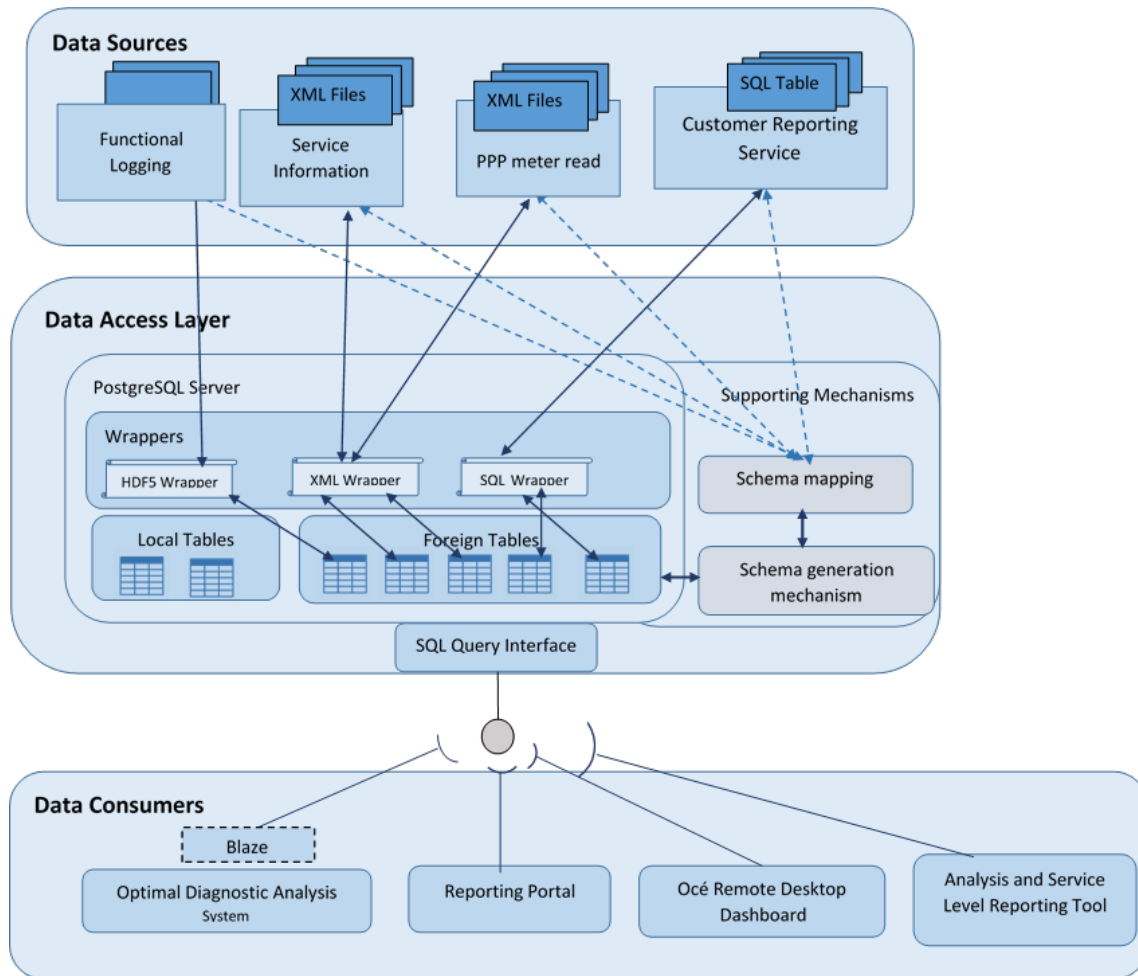 Data Sources
XML Files
XML Files
SQL Table
Functional
Logging
Service
Information
PPP meter read
Customer Reporting
Service
Data Access Layer
PostgreSQL Server
Supporting Mechanisms
Wrappers
HDF5 Wrapper
XML Wrapper
SQL Wrapper
Schema mapping
Local Tables
Foreign Tables
Schema generation
mechanism
SQL Query Interface
Data Consumers
Blaze
Optimal Diagnostic Analysis
System
Reporting Portal
Océ Remote Desktop
Dashboard
Analysis and Service
Level Reporting Tool